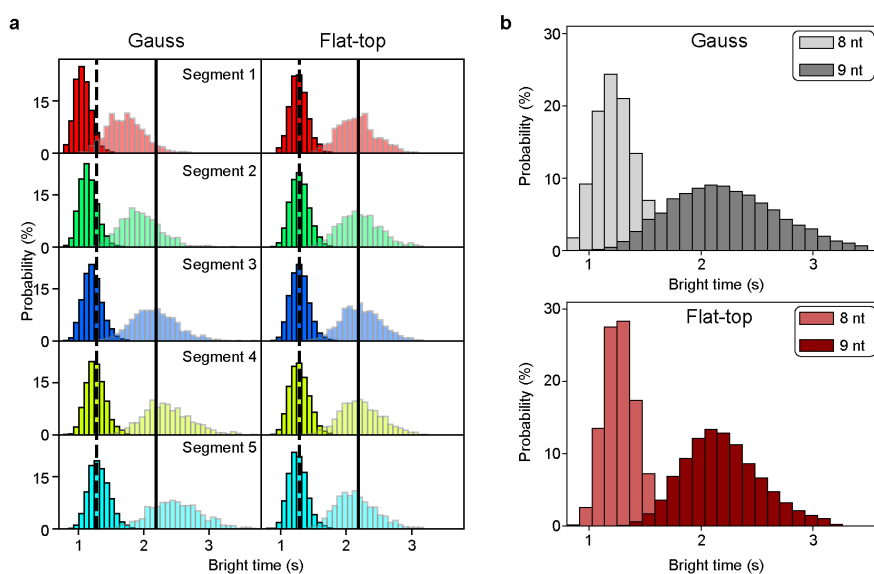 a
Gauss
Flat-top
Segment 1
15
0
Segment 2
15
0
Segment 3
15
0
Segment 4
15
0
Segment 5
15
0
Probability (%)
1 2 3
1 2 3
Bright time (s)
Bright time (s)
b
Gauss
8 nt
9 nt
30
20
10
0
Probability (%)
1 2 3
Bright time (s)
Flat-top
8 nt
9 nt
30
20
10
0
Probability (%)
1 2 3
Bright time (s)